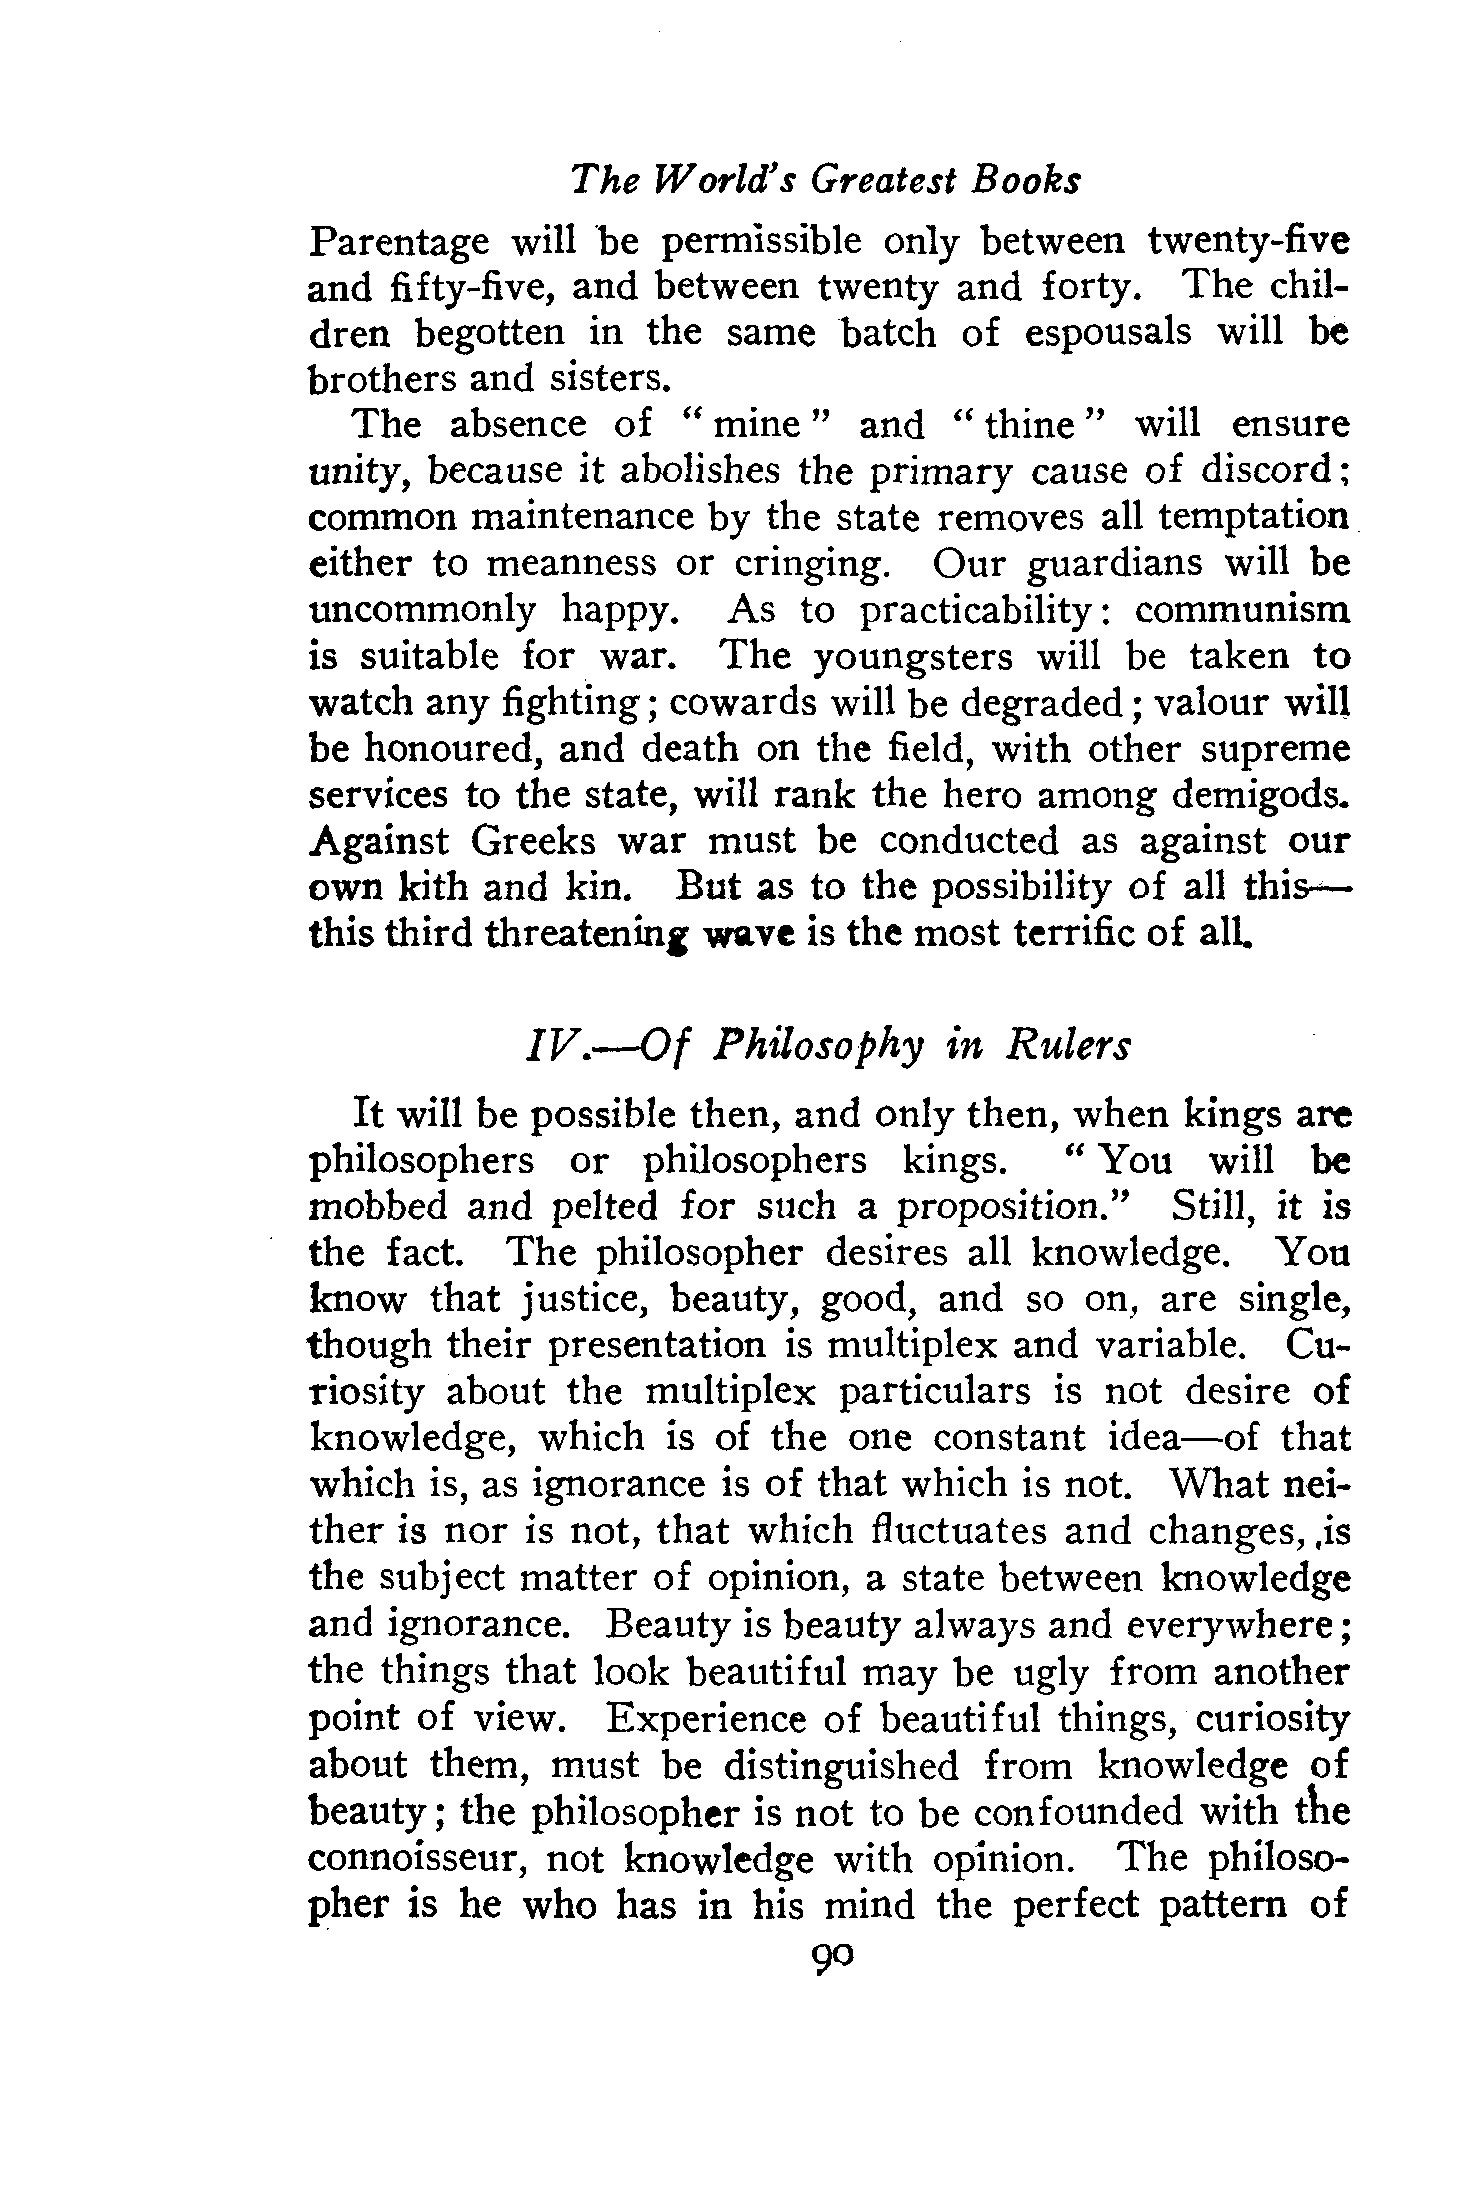 The World's Greatest Books
Parentage will be permissible only between twenty-five
and fifty-five, and between twenty and forty. The chil-
dren begotten in the same batch of espousals will be
brothers and sisters.
The absence of " mine " and " thine " will ensure
unity, because it abolishes the primary cause of discord;
common maintenance by the state removes all temptation
either to meanness or cringing. Our guardians will be
uncommonly happy. As to practicability: communism
is suitable for war. The youngsters will be taken to
watch any fighting; cowards will be degraded; valour will
be honoured, and death on the field, with other supreme
services to the state, will rank the hero among demigods.
Against Greeks war must be conducted as against our
own kith and kin. But as to the possibility of all this—
this third threatening wave is the most terrific of all.
IV.—Of Philosophy in Rulers
It will be possible then, and only then, when kings are
philosophers or philosophers kings. " You will be
mobbed and pelted for such a proposition." Still, it is
the fact. The philosopher desires all knowledge. You
know that justice, beauty, good, and so on, are single,
though their presentation is multiplex and variable. Cu-
riosity about the multiplex particulars is not desire of
knowledge, which is of the one constant idea—of that
which is, as ignorance is of that which is not. What nei-
ther is nor is not, that which fluctuates and changes, is
the subject matter of opinion, a state between knowledge
and ignorance. Beauty is beauty always and everywhere;
the things that look beautiful may be ugly from another
point of view. Experience of beautiful things, curiosity
about them, must be distinguished from knowledge of
beauty; the philosopher is not to be confounded with the
connoisseur, not knowledge with opinion. The philoso-
pher is he who has in his mind the perfect pattern of
90